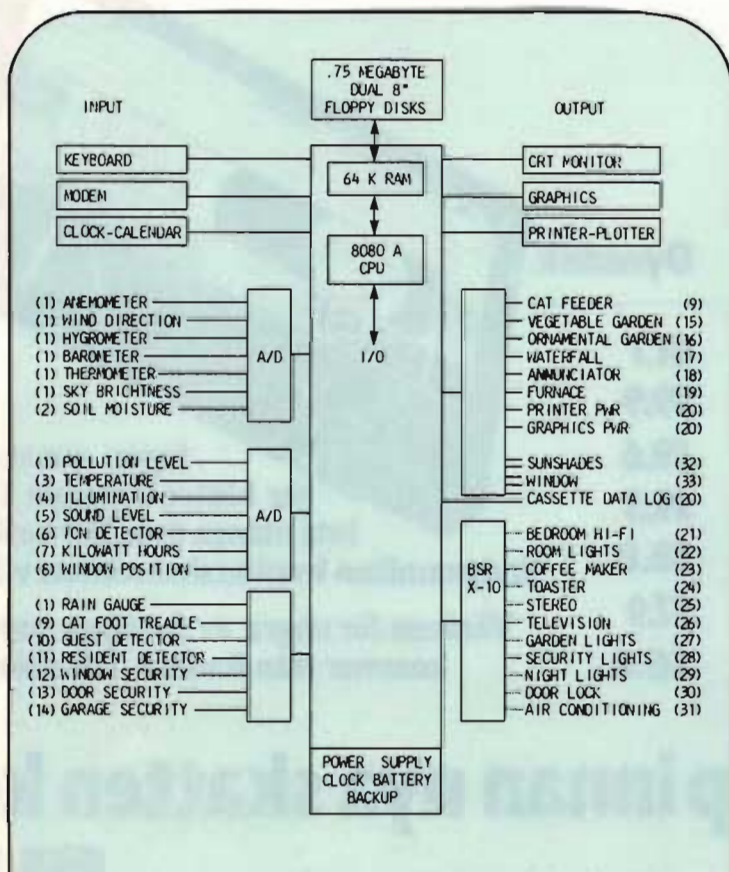 .75 MEGABYTE
DUAL 8"
FLOPPY DISKS
INPUT
OUTPUT
KEYBOARD
MODEM
CLOCK-CALENDAR
64 K RAM
8080 A
CPU
I/O
CRT MONITOR
GRAPHICS
PRINTER-PLOTTER
(1) ANEMOMETER
(1) WIND DIRECTION
(1) HYGROMETER
(1) BAROMETER
(1) THERMOMETER
(1) SKY BRIGHTNESS
(2) SOIL MOISTURE
A/D
(1) POLLUTION LEVEL
(3) TEMPERATURE
(4) ILLUMINATION
(5) SOUND LEVEL
(6) ION DETECTOR
(7) KILOWATT HOURS
(8) WINDOW POSITION
A/D
(1) RAIN GAUGE
(9) CAT FOOT TREADLE
(10) GUEST DETECTOR
(11) RESIDENT DETECTOR
(12) WINDOW SECURITY
(13) DOOR SECURITY
(14) GARAGE SECURITY
CAT FEEDER (9)
VEGETABLE GARDEN (15)
ORNAMENTAL GARDEN (16)
WATERFALL (17)
ANNUNCIATOR (18)
FURNACE (19)
PRINTER PWR (20)
GRAPHICS PWR (20)
SUNSHADES (32)
WINDOW (33)
CASSETTE DATA LOG (20)
BSR
X-10
BEDROOM HI-FI (21)
ROOM LIGHTS (22)
COFFEE MAKER (23)
TOASTER (24)
STEREO (25)
TELEVISION (26)
GARDEN LIGHTS (27)
SECURITY LIGHTS (28)
NIGHT LIGHTS (29)
DOOR LOCK (30)
AIR CONDITIONING (31)
POWER SUPPLY
CLOCK BATTERY
BACKUP